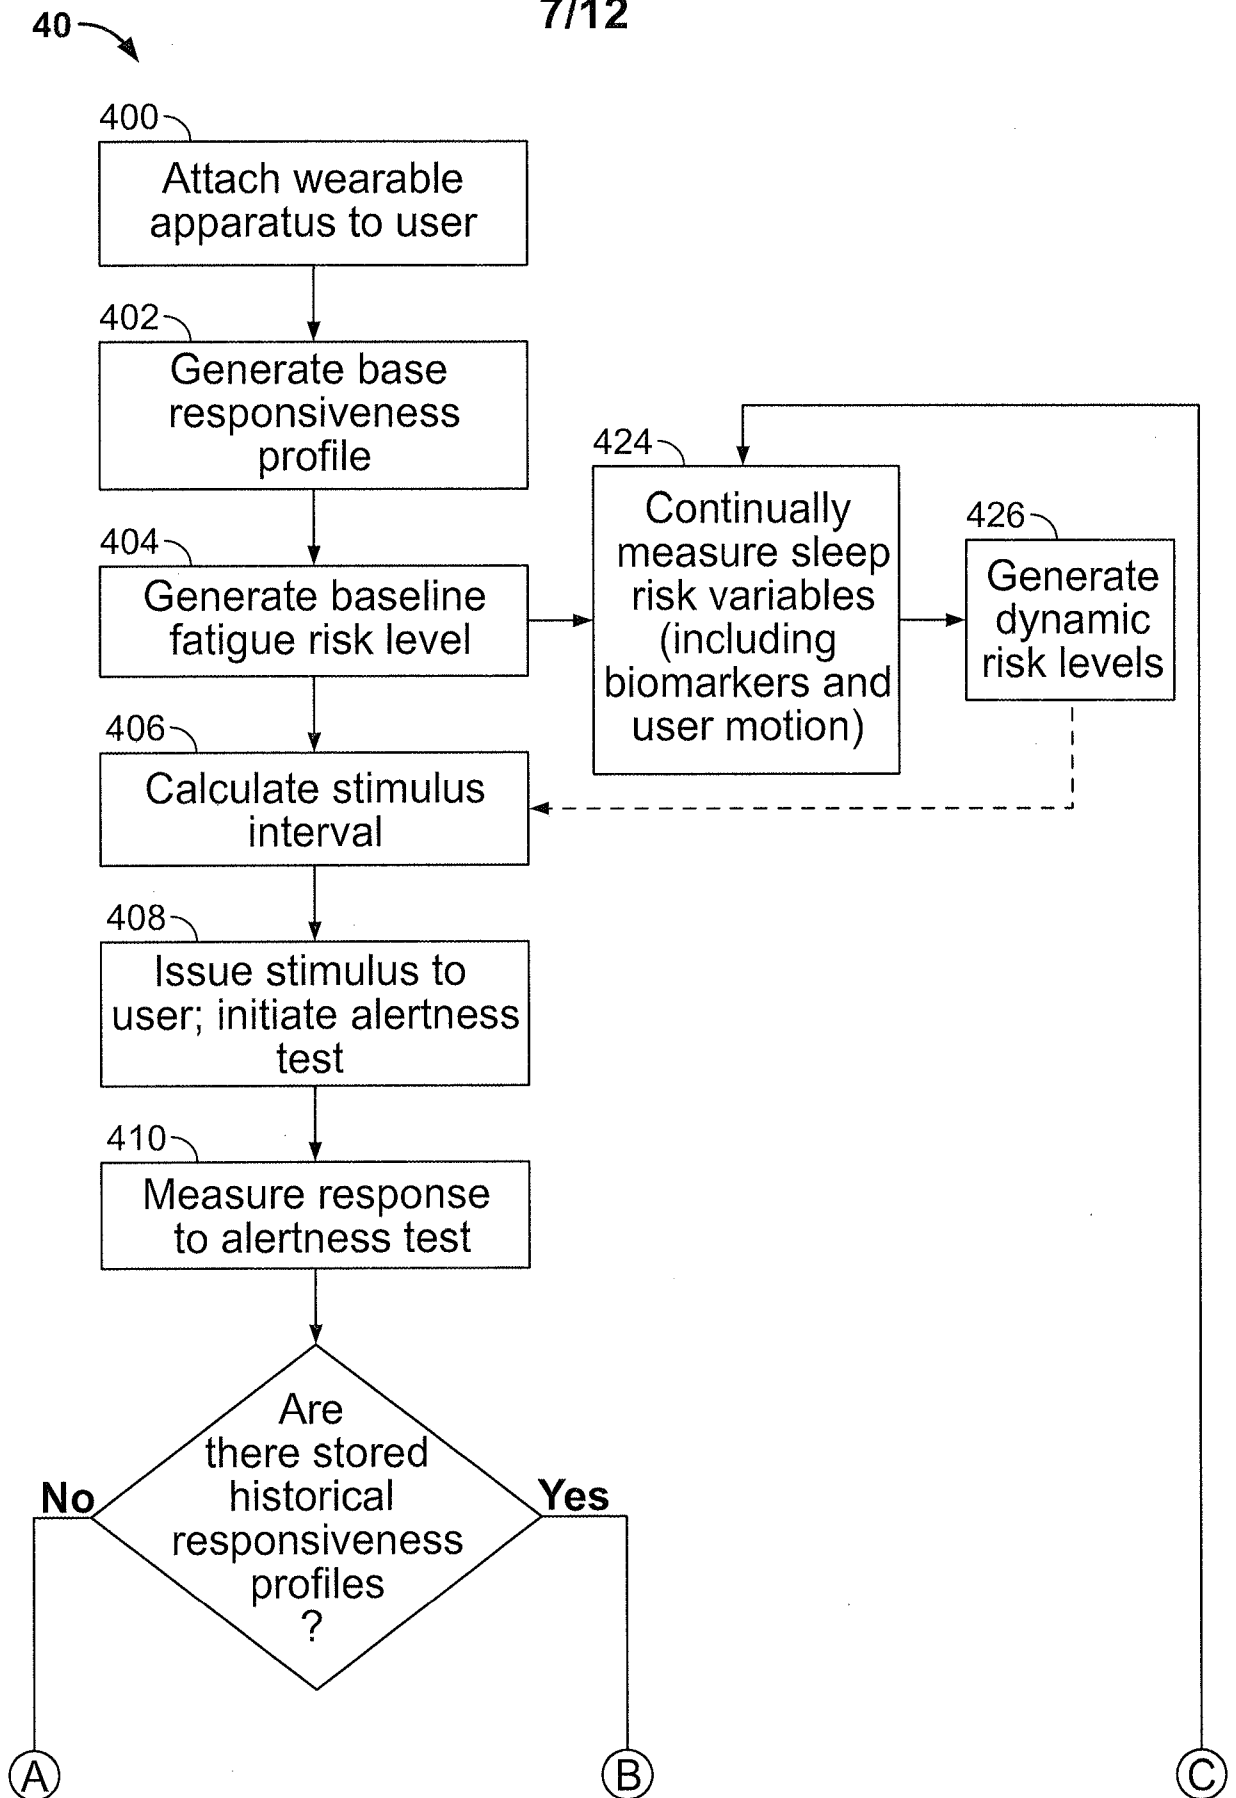 7/12
40
400
Attach wearable
apparatus to user
402
Generate base
responsiveness
profile
404
Generate baseline
fatigue risk level
424
Continually
measure sleep
risk variables
(including
biomarkers and
user motion)
426
Generate
dynamic
risk levels
406
Calculate stimulus
interval
408
Issue stimulus to
user; initiate alertness
test
410
Measure response
to alertness test
Are
there stored
historical
responsiveness
profiles
?
No
Yes
A
B
C